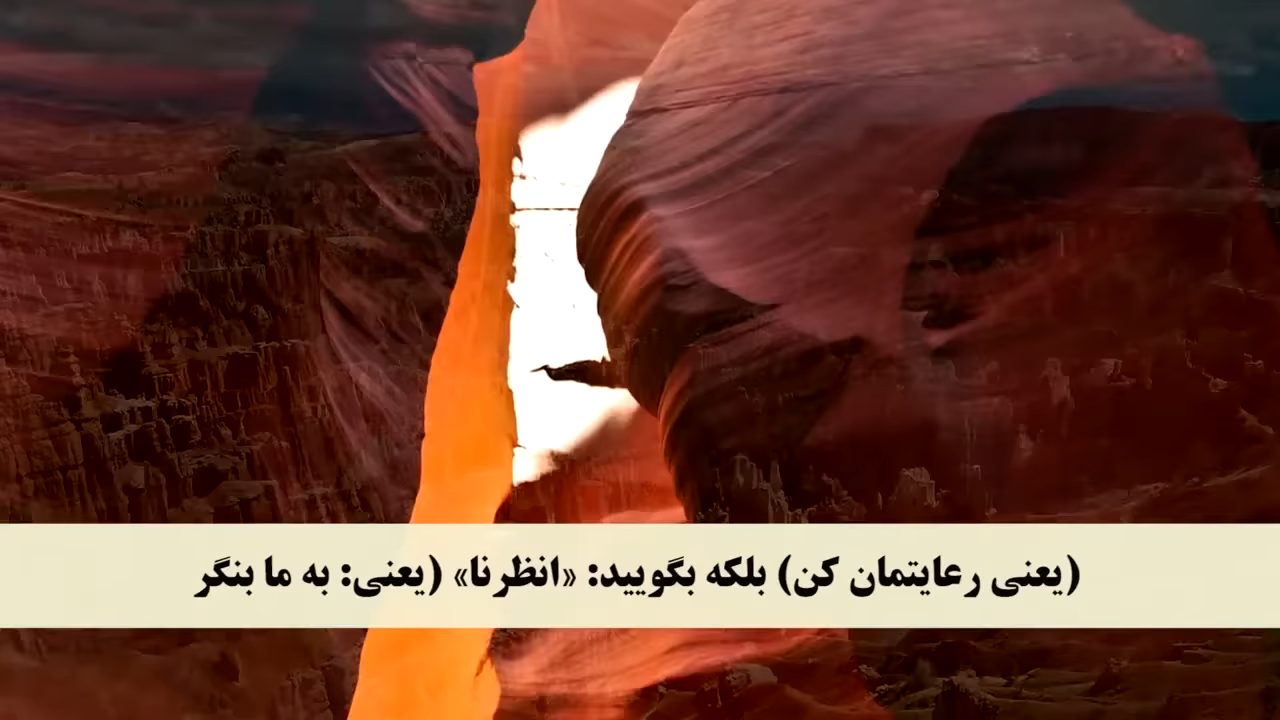 (یعنی رعایتمان کن) بلکه بگویید: «انظرنا» (یعنی: به ما بنگر